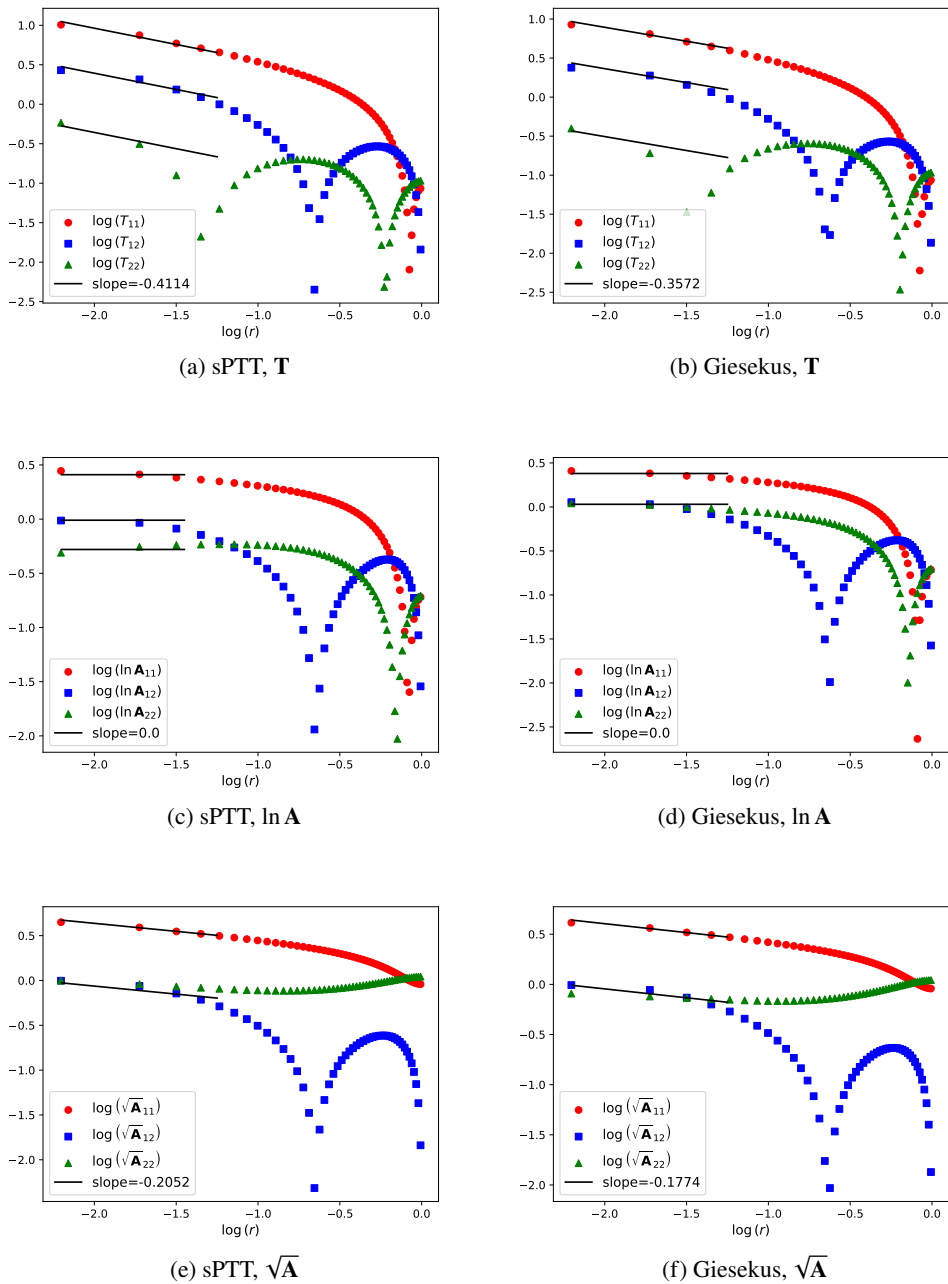 1.0
0.5
0.0
−0.5
−1.0
−1.5
−2.0
−2.5
log (T₁₁)
log (T₁₂)
log (T₂₂)
slope=-0.4114
−2.0 −1.5 −1.0 −0.5 0.0
log (r)
(a) sPTT, T
1.0
0.5
0.0
−0.5
−1.0
−1.5
−2.0
−2.5
log (T₁₁)
log (T₁₂)
log (T₂₂)
slope=-0.3572
−2.0 −1.5 −1.0 −0.5 0.0
log (r)
(b) Giesekus, T
0.5
0.0
−0.5
−1.0
−1.5
−2.0
log (ln A₁₁)
log (ln A₁₂)
log (ln A₂₂)
slope=0.0
−2.0 −1.5 −1.0 −0.5 0.0
log (r)
(c) sPTT, ln A
0.5
0.0
−0.5
−1.0
−1.5
−2.0
−2.5
log (ln A₁₁)
log (ln A₁₂)
log (ln A₂₂)
slope=0.0
−2.0 −1.5 −1.0 −0.5 0.0
log (r)
(d) Giesekus, ln A
0.5
0.0
−0.5
−1.0
−1.5
−2.0
log (√A₁₁)
log (√A₁₂)
log (√A₂₂)
slope=-0.2052
−2.0 −1.5 −1.0 −0.5 0.0
log (r)
(e) sPTT, √A
0.5
0.0
−0.5
−1.0
−1.5
−2.0
log (√A₁₁)
log (√A₁₂)
log (√A₂₂)
slope=-0.1774
−2.0 −1.5 −1.0 −0.5 0.0
log (r)
(f) Giesekus, √A